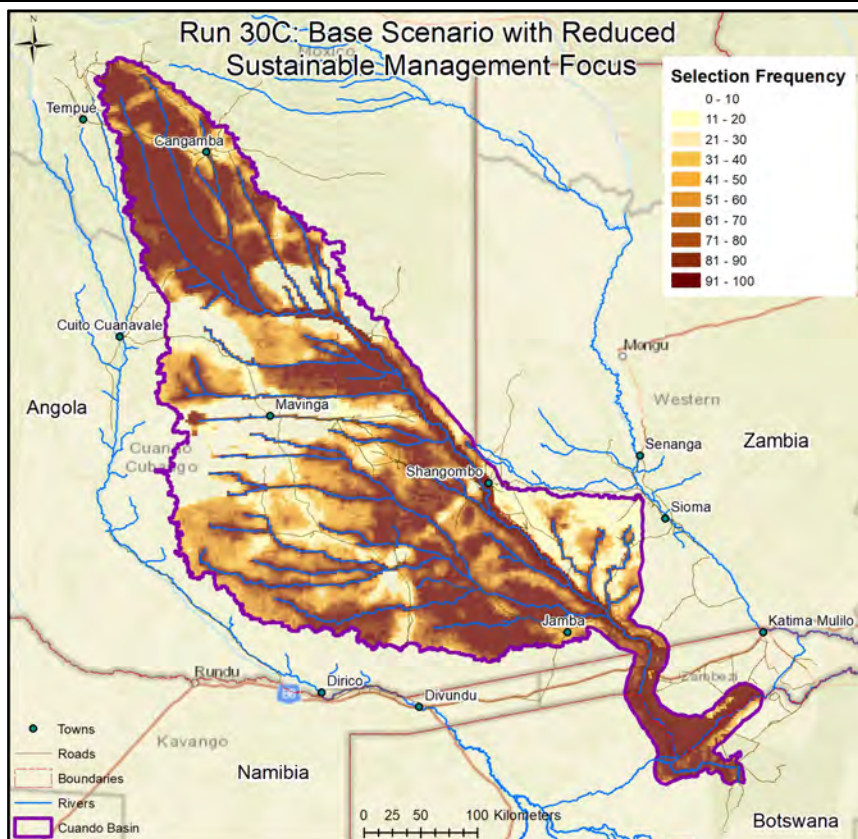 Run 30C: Base Scenario with Reduced
Sustainable Management Focus
N
Moxico
Selection Frequency
0 - 10
11 - 20
21 - 30
31 - 40
41 - 50
51 - 60
61 - 70
71 - 80
81 - 90
91 - 100
Tempue
Cangamba
Cuito Cuanavale
Mongu
Angola
Mavinga
Western
Zambia
Cuando
Cubango
Senanga
Shangombo
Sioma
Jamba
Katima Mulilo
Rundu
Dirico
Divundu
Zambezi
Kavango
Namibia
Botswana
Towns
Roads
Boundaries
Rivers
Cuando Basin
0 25 50 100 Kilometers